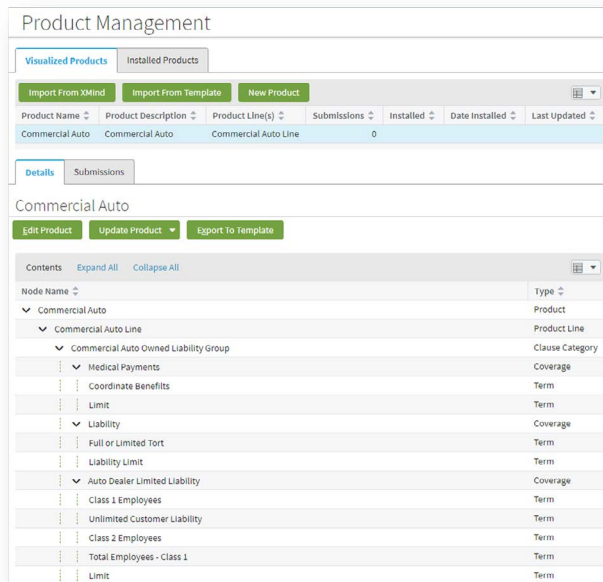 Product Management
Visualized Products Installed Products
Import From XMind Import From Template New Product
Product Name Product Description Product Line(s) Submissions Installed Date Installed Last Updated
Commercial Auto Commercial Auto Commercial Auto Line 0
Details Submissions
Commercial Auto
Edit Product Update Product Export To Template
Contents Expand All Collapse All
Node Name Type
Commercial Auto Product
Commercial Auto Line Product Line
Commercial Auto Owned Liability Group Clause Category
Medical Payments Coverage
Coordinate Benefilts Term
Limit Term
Liability Coverage
Full or Limited Tort Term
Liability Limit Term
Auto Dealer Limited Liability Coverage
Class 1 Employees Term
Unlimited Customer Liability Term
Class 2 Employees Term
Total Employees - Class 1 Term
Limit Term